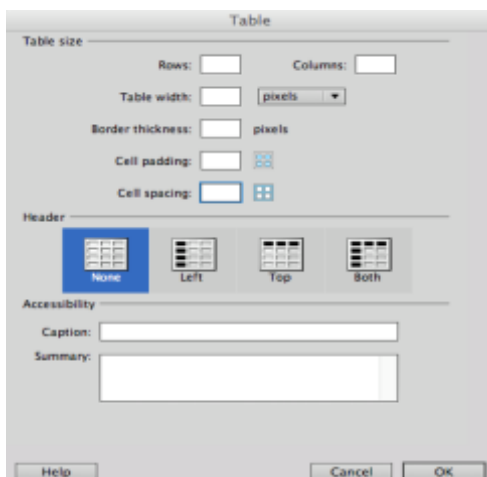 Table
Table size
Rows: Columns:
Table width: pixels
Border thickness: pixels
Cell padding:
Cell spacing:
Header
None Left Top Both
Accessibility
Caption:
Summary:
Help Cancel OK